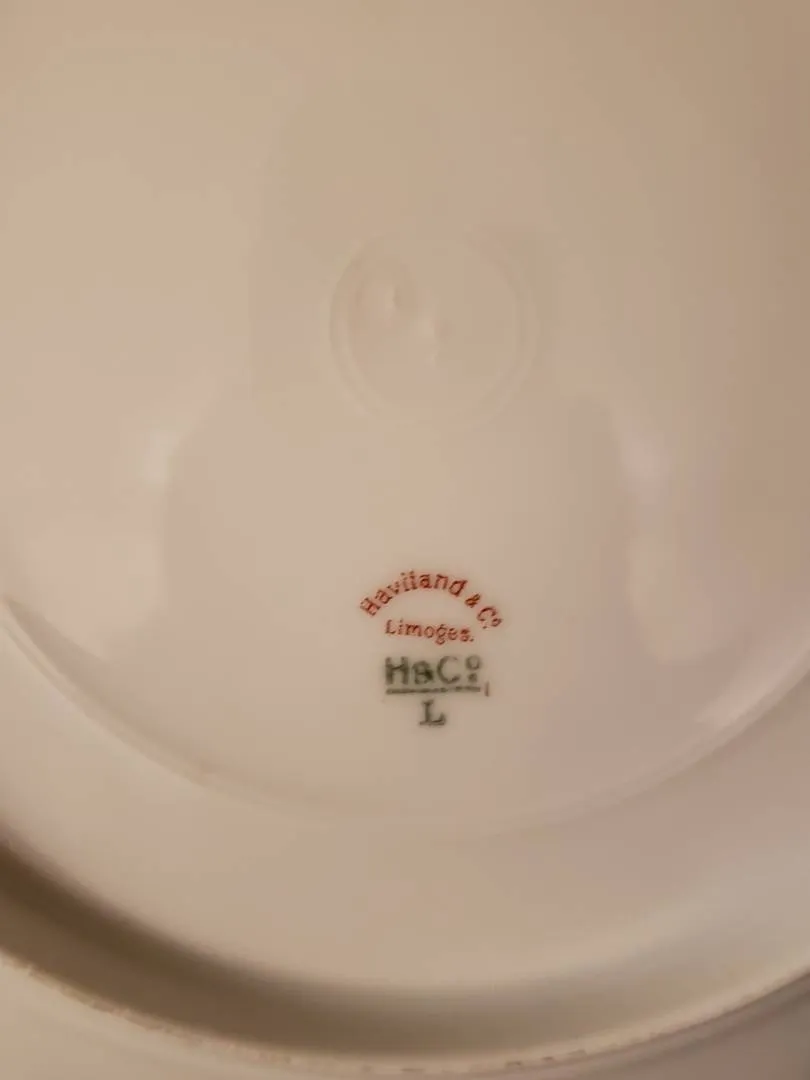 Haviland & Co.
Limoges.
H&Co
L